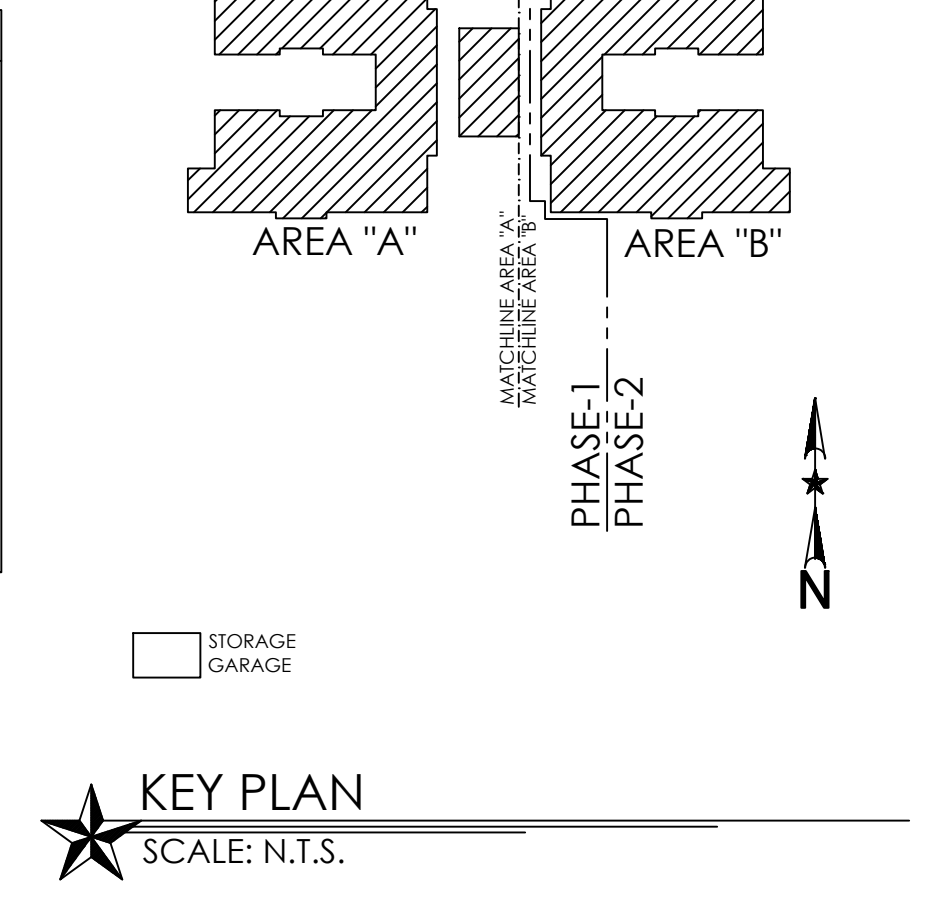 AREA "A"
AREA "B"
MATCHLINE AREA "A"
MATCHLINE AREA "B"
PHASE-1
PHASE-2
N
STORAGE
GARAGE
KEY PLAN
SCALE: N.T.S.